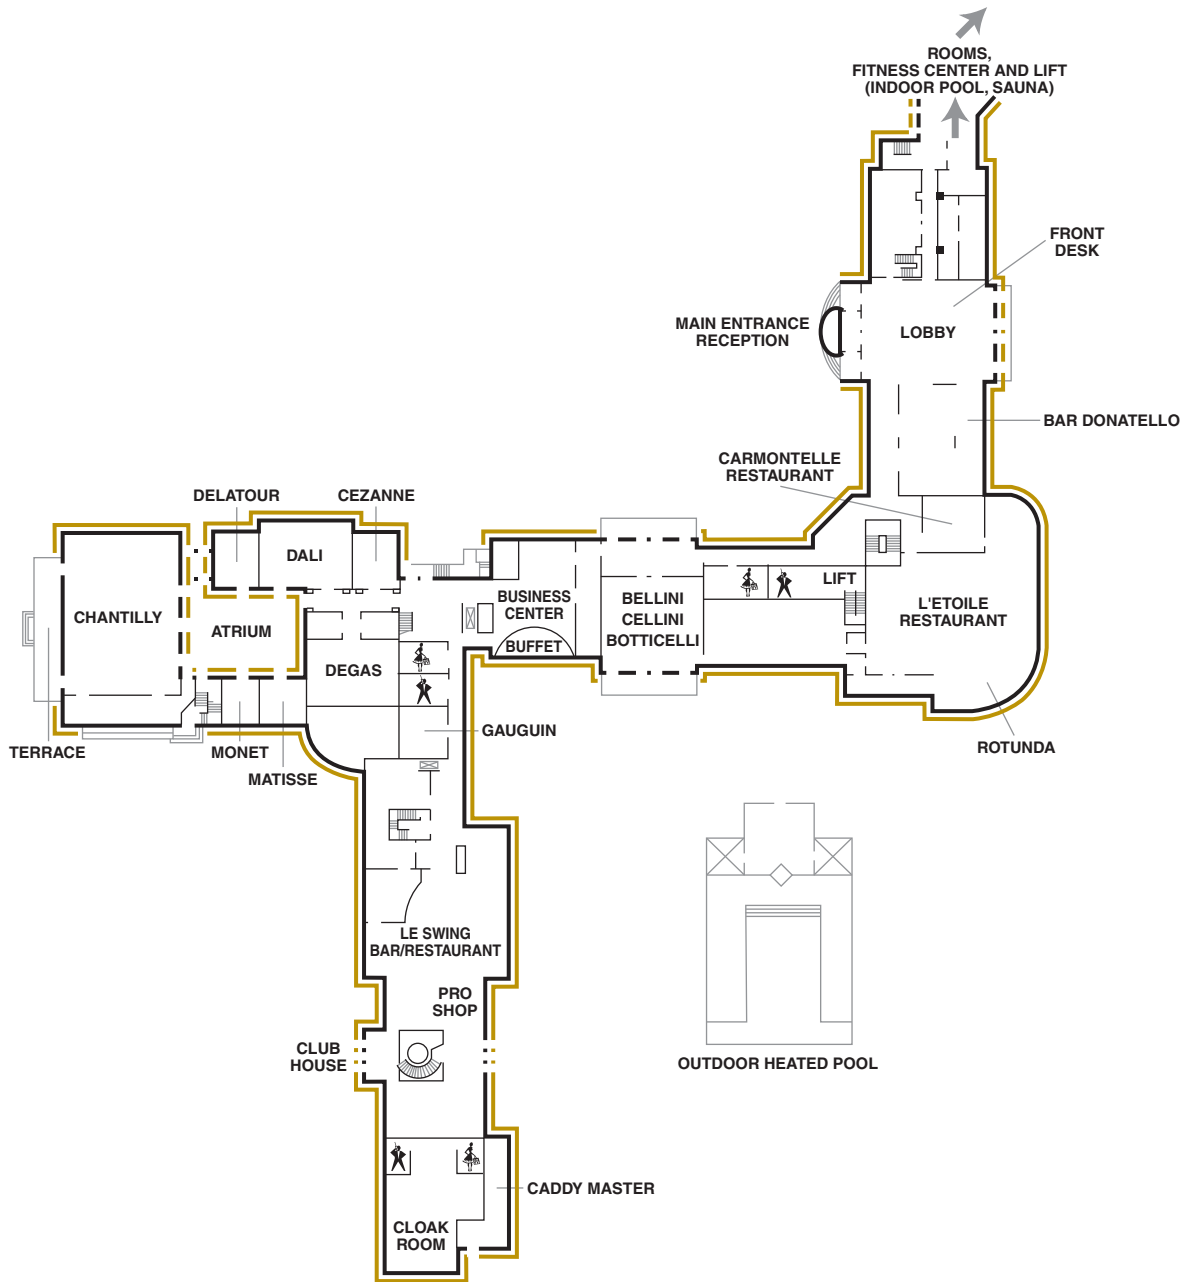 ROOMS,
FITNESS CENTER AND LIFT
(INDOOR POOL, SAUNA)
FRONT
DESK
MAIN ENTRANCE
RECEPTION
LOBBY
BAR DONATELLO
CARMONTELLE
RESTAURANT
DELATOUR
CEZANNE
DALI
CHANTILLY
ATRIUM
DEGAS
BUSINESS
CENTER
BUFFET
BELLINI
CELLINI
BOTTICELLI
LIFT
L'ETOILE
RESTAURANT
TERRACE
MONET
MATISSE
GAUGUIN
ROTUNDA
LE SWING
BAR/RESTAURANT
PRO
SHOP
CLUB
HOUSE
OUTDOOR HEATED POOL
CADDY MASTER
CLOAK
ROOM